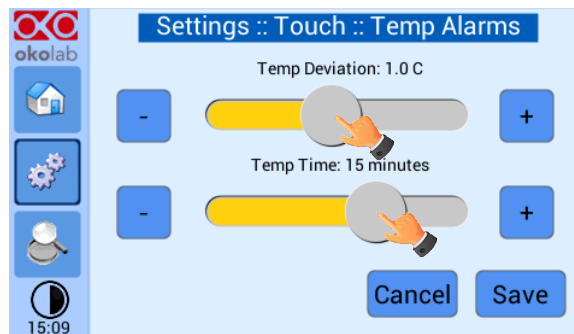 okolab
Settings :: Touch :: Temp Alarms
Temp Deviation: 1.0 C
- +
Temp Time: 15 minutes
- +
Cancel Save
15:09